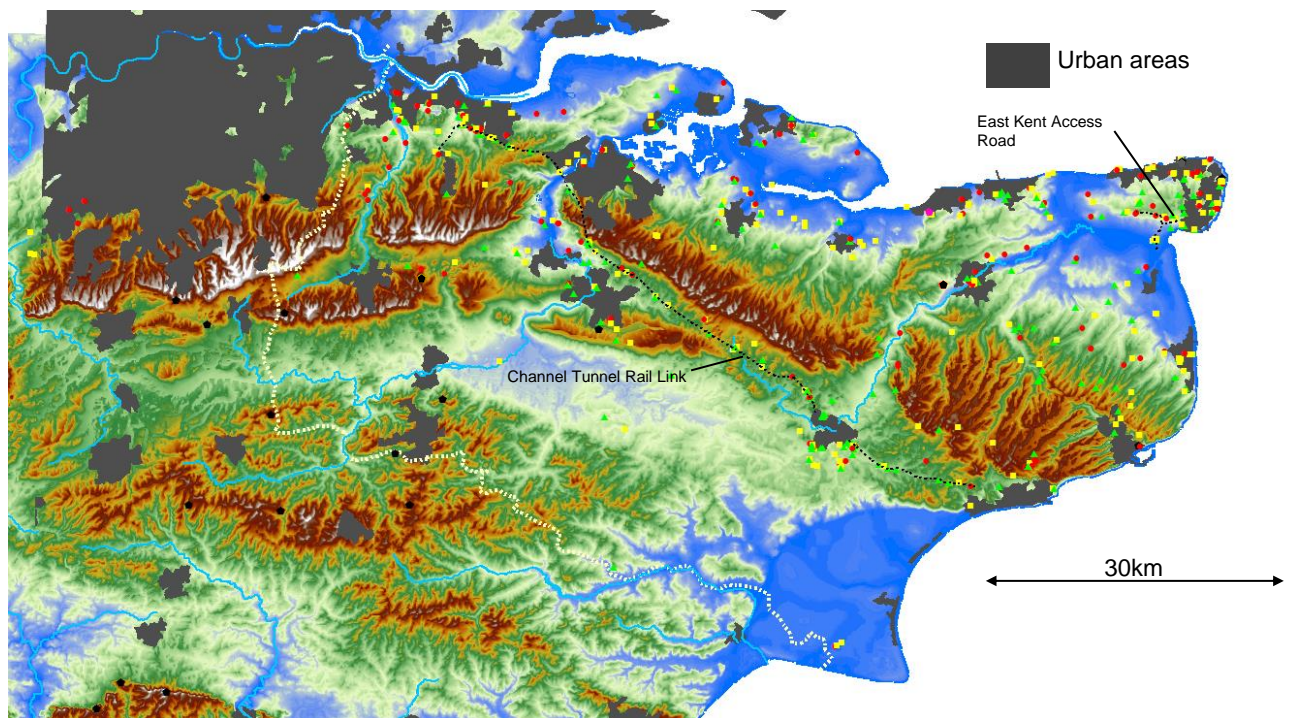 Urban areas
East Kent Access
Road
Channel Tunnel Rail Link
30km